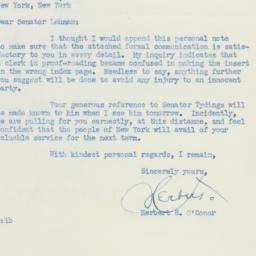 New York, New York
Dear Senator Lehman:
I thought I would append this personal note
to make sure that the attached formal communication is satis-
factory to you in every detail. My inquiry indicates that
a clerk in proof-reading became confused in making the insert
in the wrong index page. Needless to say, anything further
you suggest will be done to avoid any injury to an innocent
party.
Your generous reference to Senator Tydings will
be made known to him when I see him tomorrow. Incidently,
we are pulling for you earnestly, at this distance, and feel
confident that the people of New York will avail of your
valuable service for the next term.
With kindest personal regards, I remain,
Sincerely yours,
Herbert
Herbert R. O'Conor
:lb